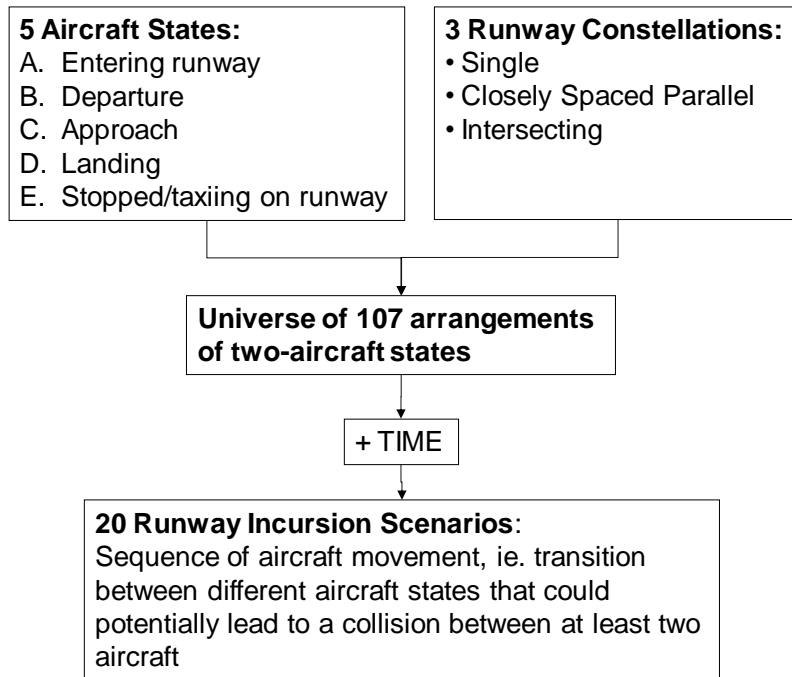 5 Aircraft States:
A. Entering runway
B. Departure
C. Approach
D. Landing
E. Stopped/taxiing on runway
3 Runway Constellations:
• Single
• Closely Spaced Parallel
• Intersecting
Universe of 107 arrangements
of two-aircraft states
+ TIME
20 Runway Incursion Scenarios:
Sequence of aircraft movement, ie. transition
between different aircraft states that could
potentially lead to a collision between at least two
aircraft